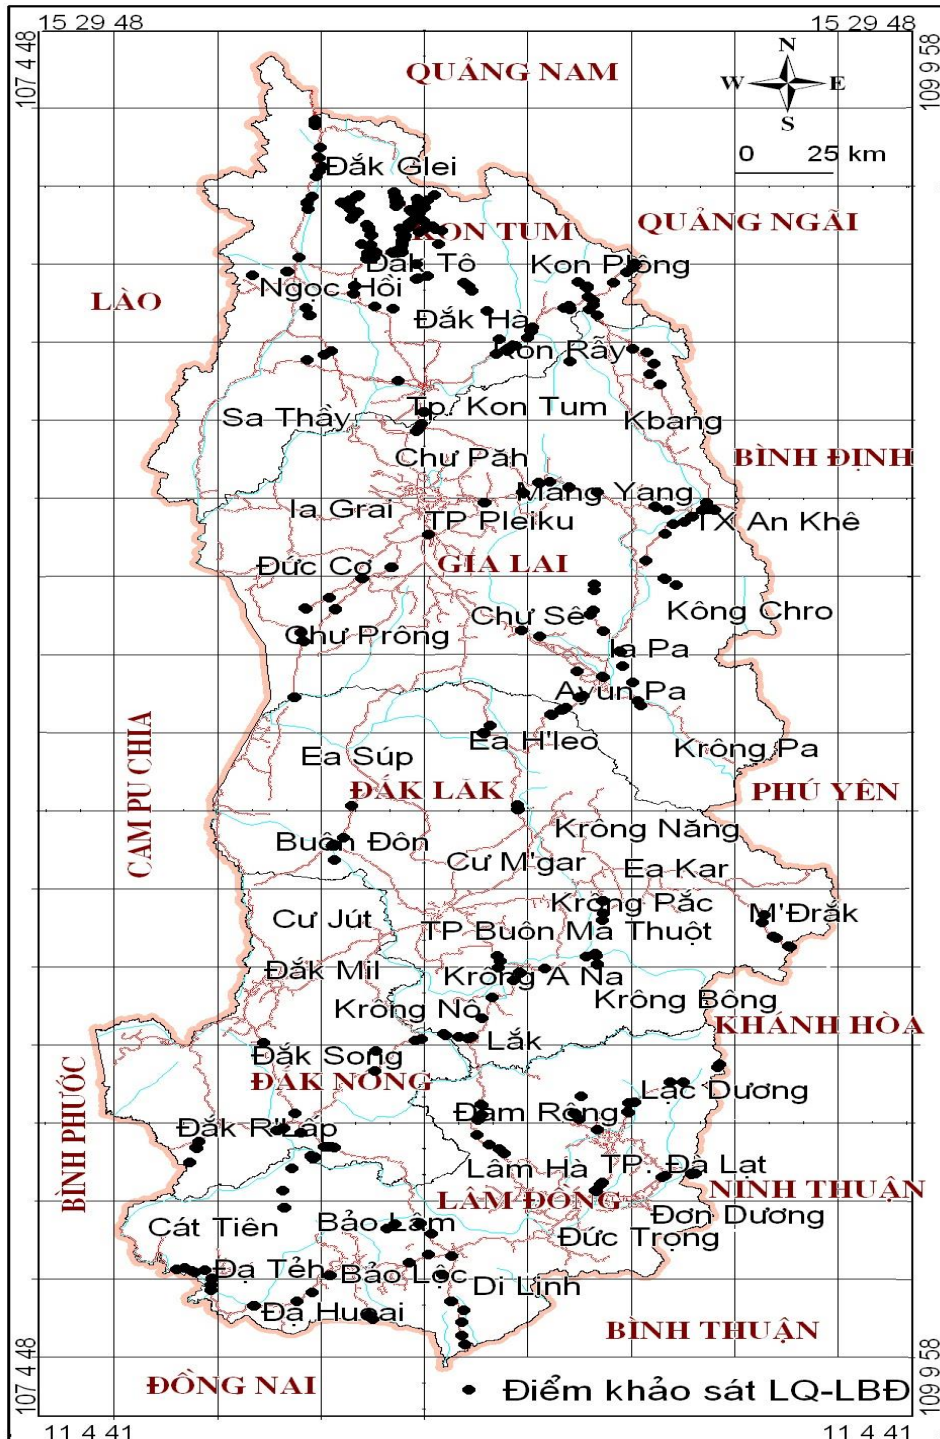 15 29 48
15 29 48
107 4 48
109 9 58
QUẢNG NAM
N
W
E
S
0 25 km
Đắk Glei
QUẢNG NGÃI
KON TUM
Đắk Tô
Kon Plông
Ngọc Hồi
LÀO
Đắk Hà
Kon Rẫy
Sa Thầy
Tp. Kon Tum
Kbang
Chư Păh
BÌNH ĐỊNH
Mang Yang
Ia Grai
TP Pleiku
TX An Khê
Đức Cơ
GIA LAI
Chư Sê
Kông Chro
Chư Prông
Ia Pa
Ayun Pa
Ea H'leo
Krông Pa
Ea Súp
CAM PU CHIA
ĐẮK LĂK
PHÚ YÊN
Krông Năng
Buôn Đôn
Cư M'gar
Ea Kar
Krông Pắc
M'Đrắk
Cư Jút
TP Buôn Ma Thuột
Đắk Mil
Krông A Na
Krông Nô
Krông Bông
KHÁNH HÒA
Lắk
Đắk Song
ĐẮK NÔNG
Lạc Dương
BÌNH PHƯỚC
Đam Rông
Đắk R'Lấp
Lâm Hà
TP. Đà Lạt
LÂM ĐỒNG
NINH THUẬN
Cát Tiên
Bảo Lâm
Đơn Dương
Đức Trọng
Đạ Tẻh
Bảo Lộc
Di Linh
Đạ Huoai
BÌNH THUẬN
107 4 48
109 9 58
ĐỒNG NAI
Điểm khảo sát LQ-LBĐ
11 4 41
11 4 41